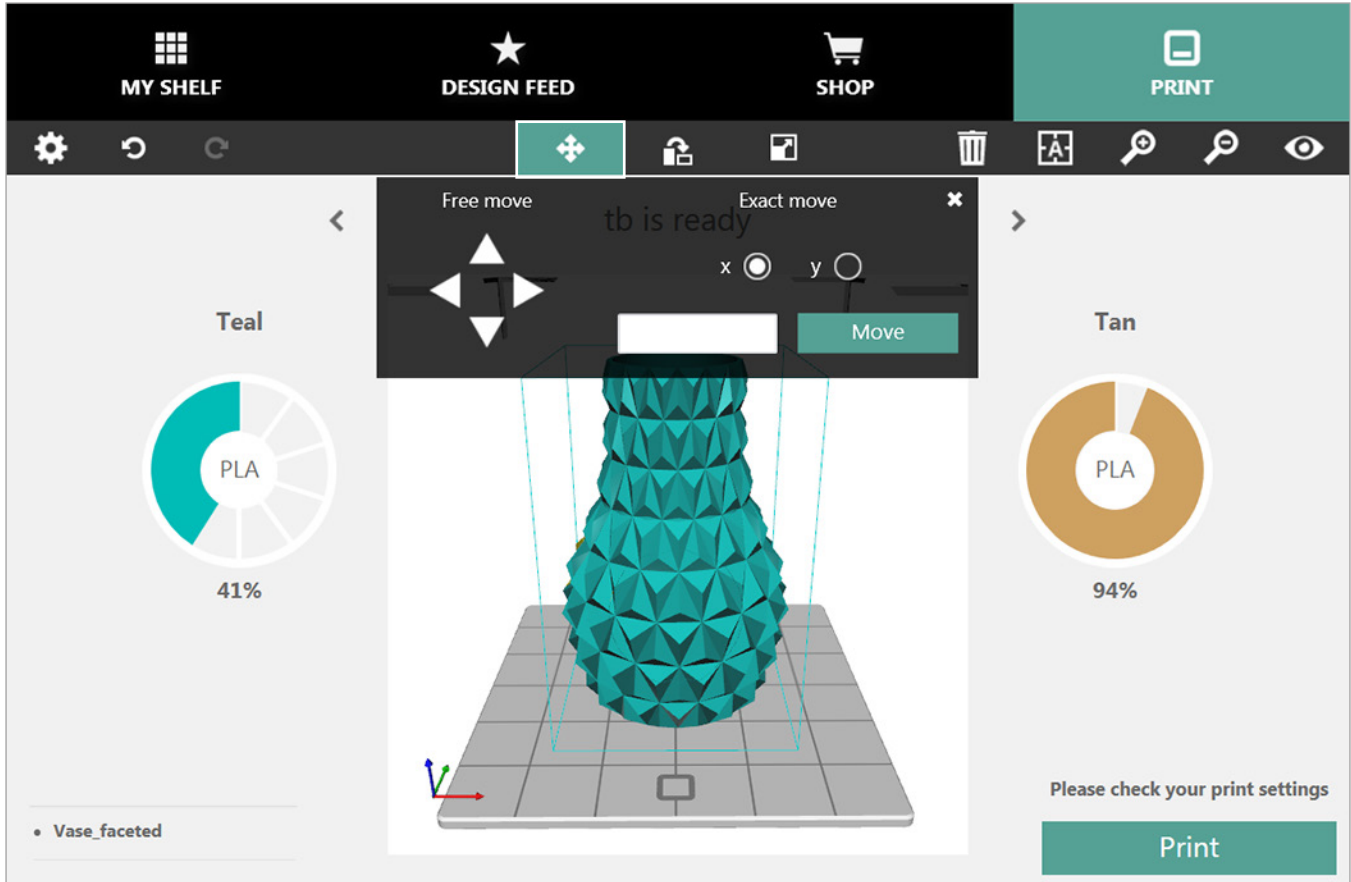 MY SHELF
DESIGN FEED
SHOP
PRINT
A
Free move
Exact move
tb is ready
x
y
Move
Teal
Tan
PLA
PLA
41%
94%
Please check your print settings
• Vase_faceted
Print